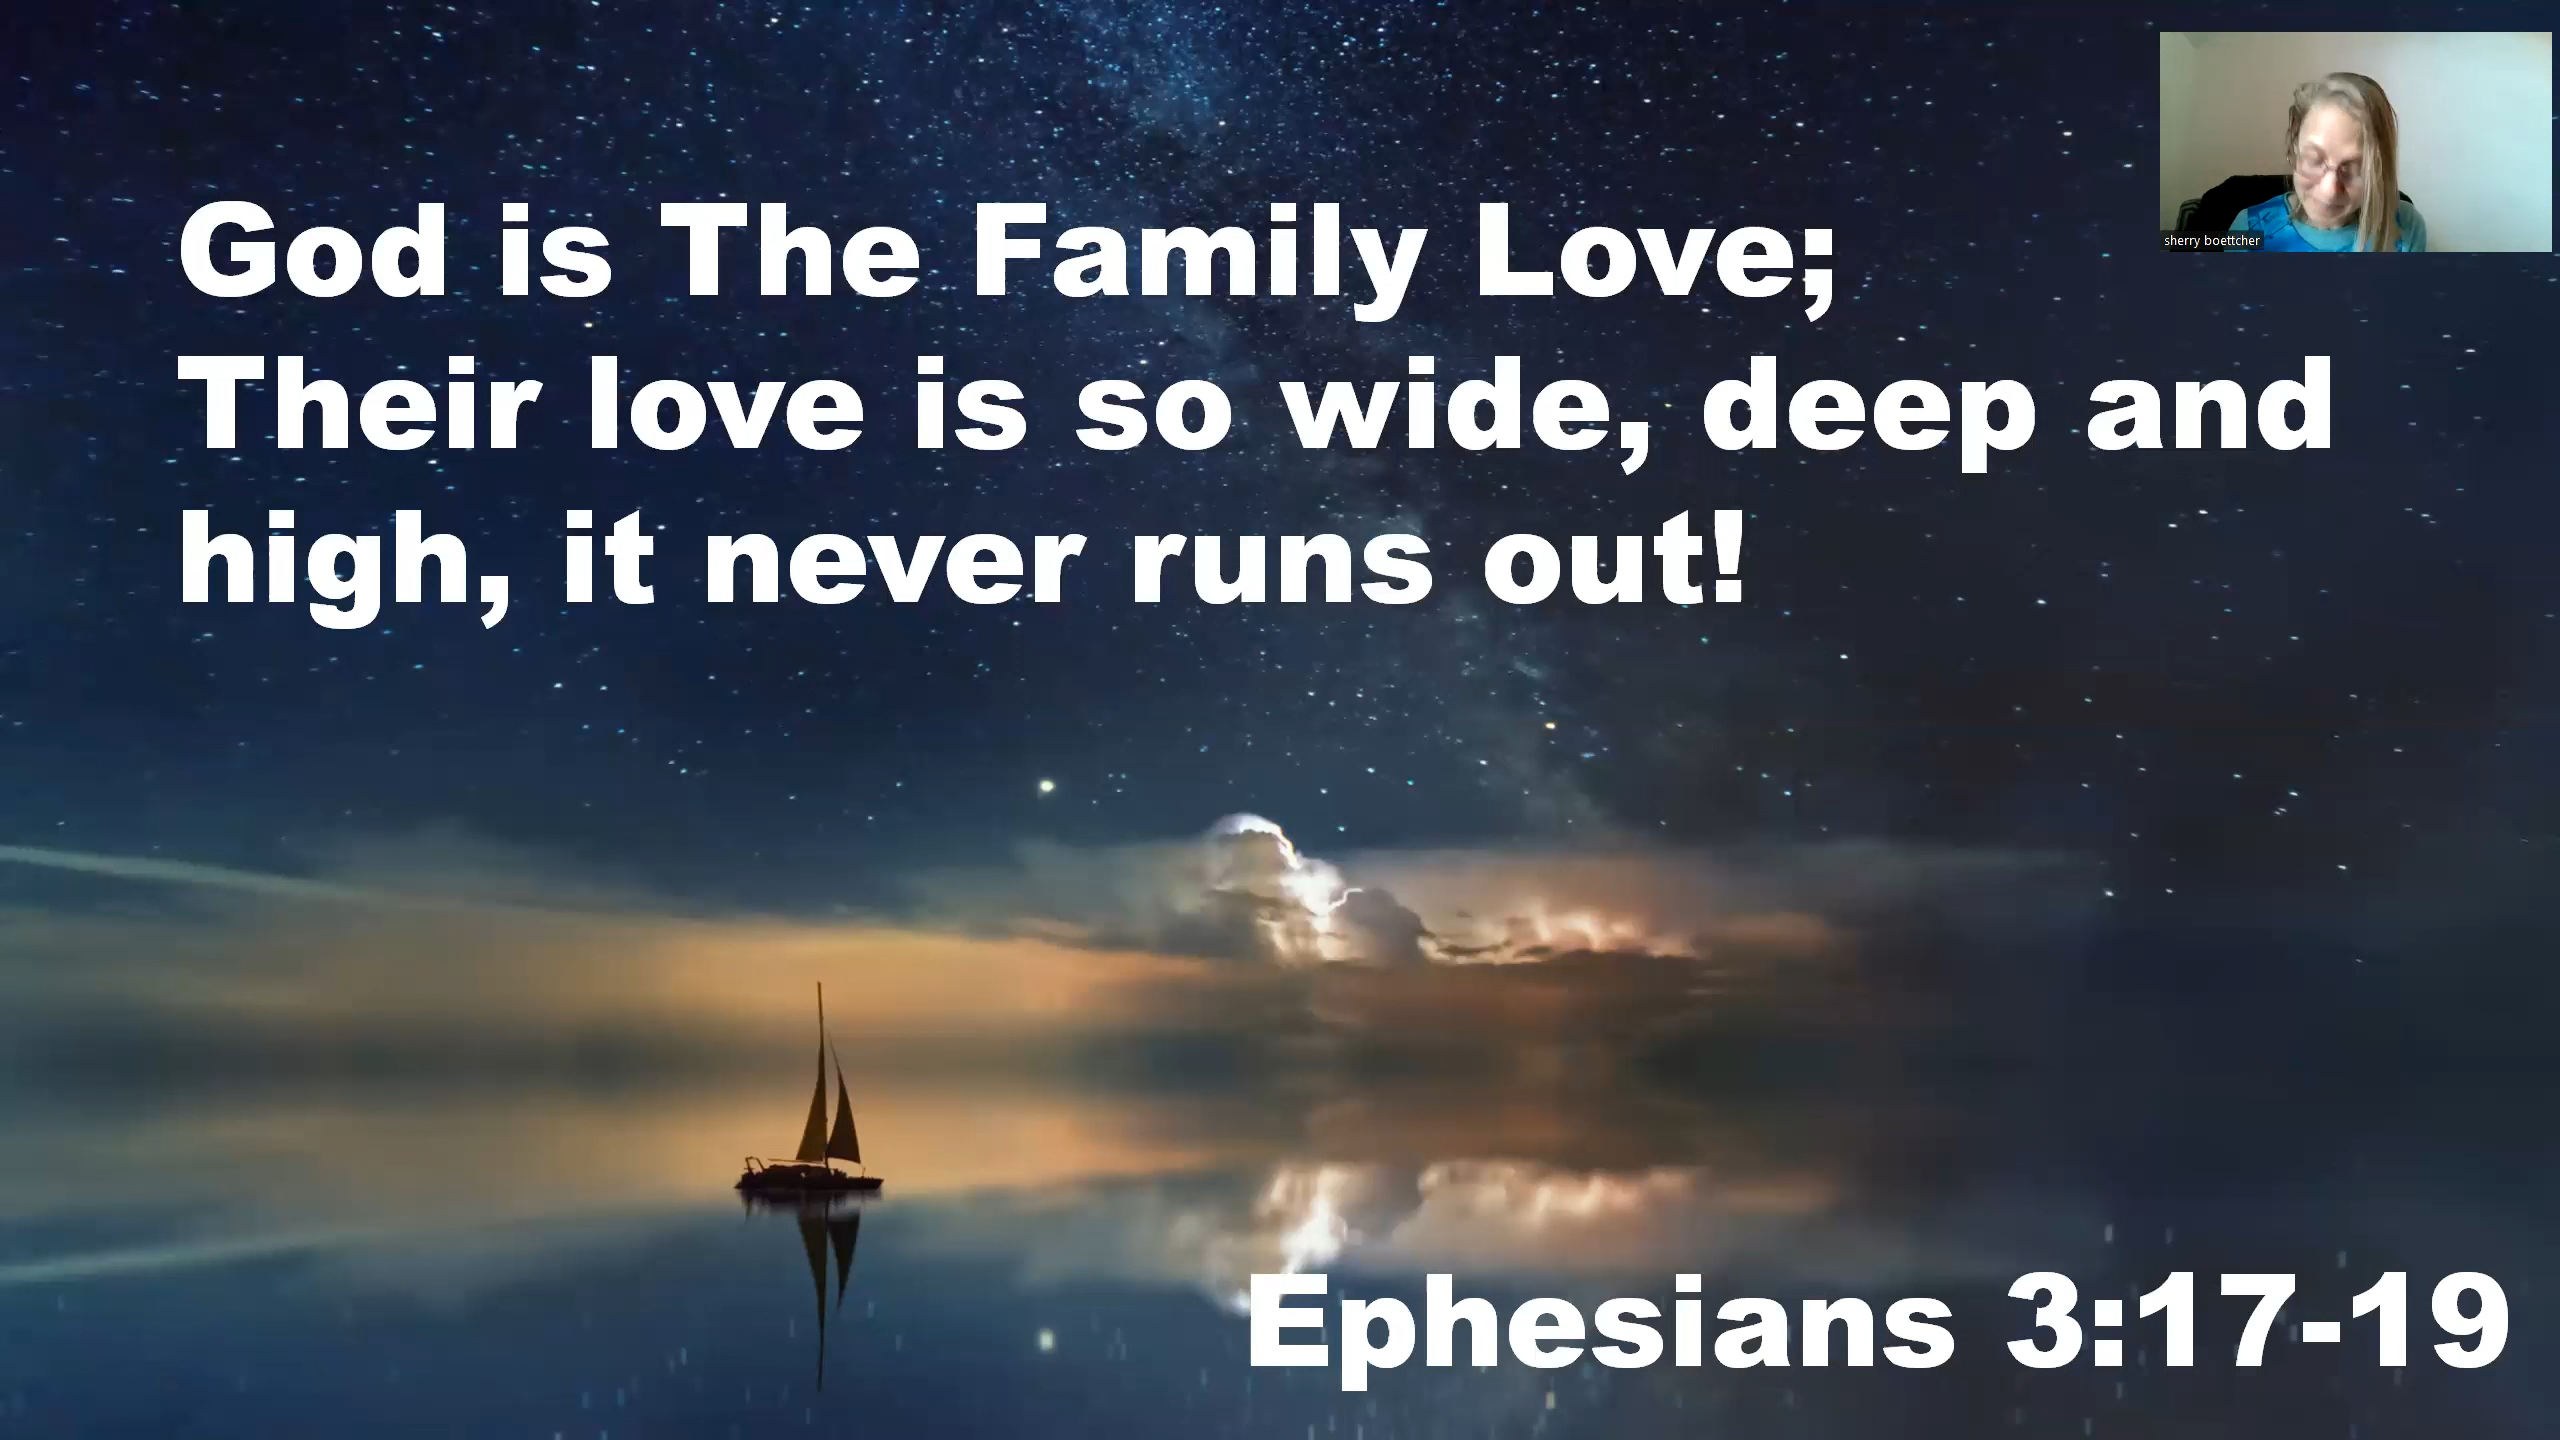 God is The Family Love;
Their love is so wide, deep and
high, it never runs out!
Ephesians 3:17-19
sherry boettcher